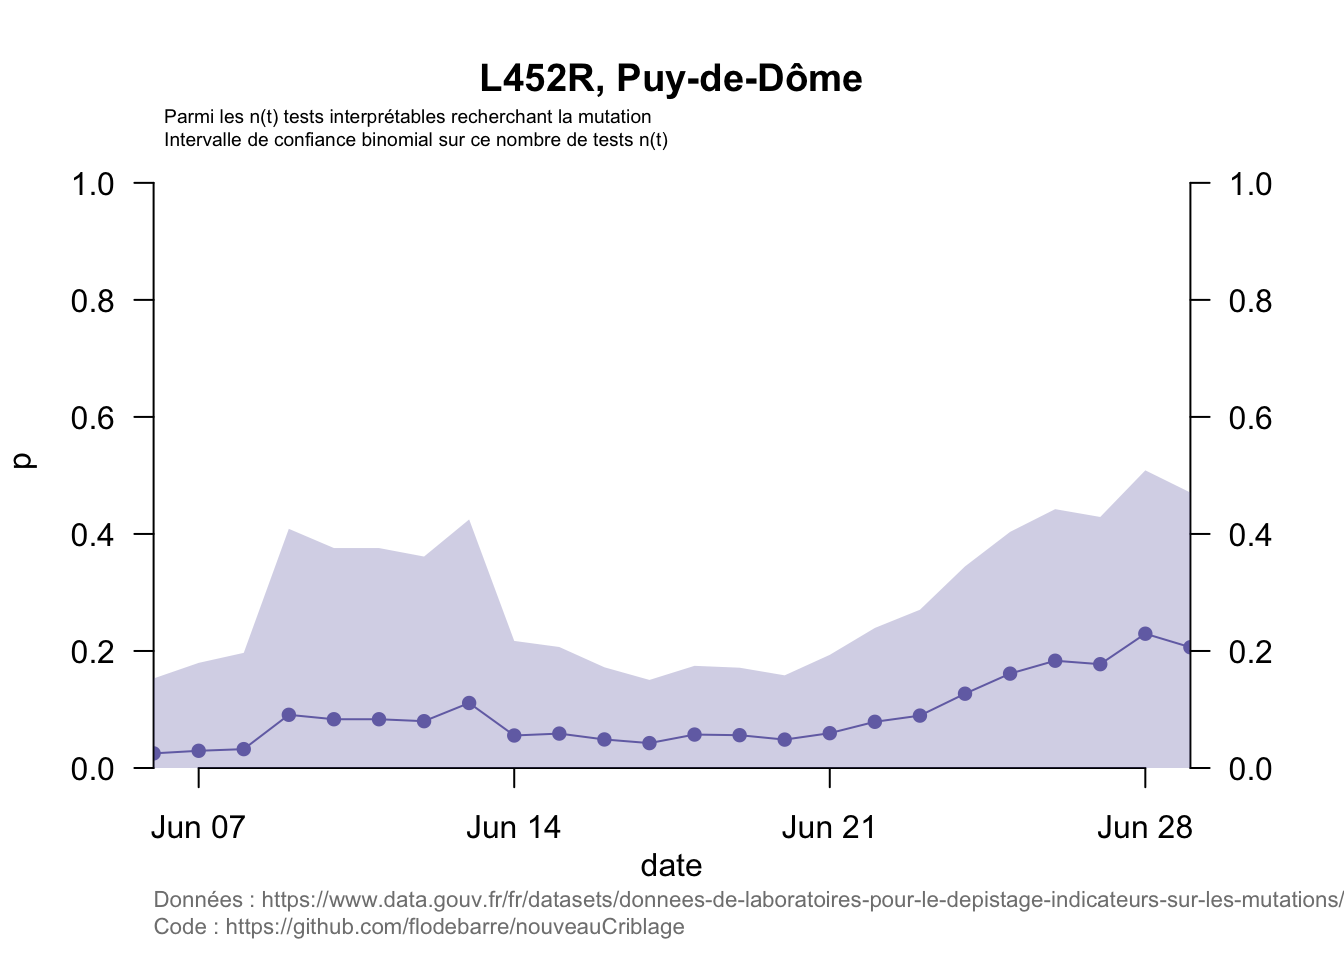 L452R, Puy-de-Dôme
Parmi les n(t) tests interprétables recherchant la mutation
Intervalle de confiance binomial sur ce nombre de tests n(t)
1.0 1.0
0.8 0.8
0.6 0.6
p
0.4 0.4
0.2 0.2
0.0 0.0
Jun 07 Jun 14 Jun 21 Jun 28
date
Données : https://www.data.gouv.fr/fr/datasets/donnees-de-laboratoires-pour-le-depistage-indicateurs-sur-les-mutations/
Code : https://github.com/flodebarre/nouveauCriblage